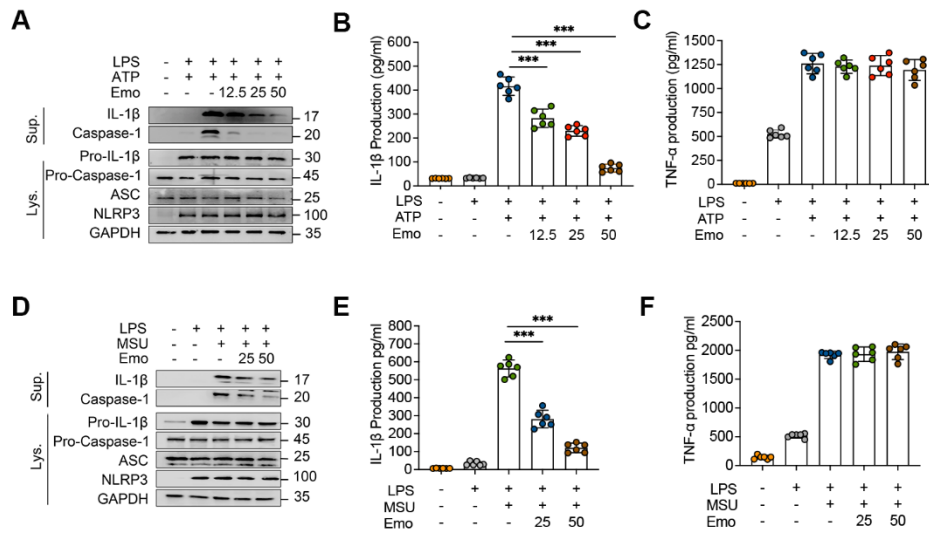 A
LPS - + + + + +
ATP - + + + + +
Emo - - - 12.5 25 50
Sup.
IL-1β 17
Caspase-1 20
Lys.
Pro-IL-1β 30
Pro-Caspase-1 45
ASC 25
NLRP3 100
GAPDH 35
B
IL-1β Production (pg/ml)
600
500
400
300
200
100
0
***
***
***
LPS - + + + + +
ATP - - + + + +
Emo - - - 12.5 25 50
C
TNF-α production (pg/ml)
1500
1250
1000
750
500
250
0
LPS - + + + + +
ATP - - + + + +
Emo - - - 12.5 25 50
D
LPS - + + + +
MSU - - + + +
Emo - - - 25 50
Sup.
IL-1β 17
Caspase-1 20
Lys.
Pro-IL-1β 30
Pro-Caspase-1 45
ASC 25
NLRP3 100
GAPDH 35
E
IL-1β Production pg/ml)
800
700
600
500
400
300
200
100
0
***
***
LPS - + + + +
MSU - - + + +
Emo - - - 25 50
F
TNF-α production pg/ml)
2500
2000
1500
1000
500
0
LPS - + + + +
MSU - - + + +
Emo - - - 25 50